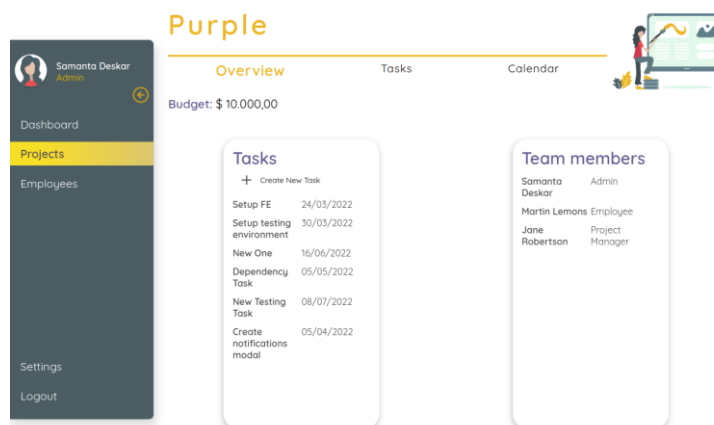 Purple
Samanta Deskar
Admin
Overview
Tasks
Calendar
Budget: $ 10.000,00
Dashboard
Projects
Employees
Settings
Logout
Tasks
+ Create New Task
Setup FE 24/03/2022
Setup testing 30/03/2022
environment
New One 16/06/2022
Dependency 05/05/2022
Task
New Testing 08/07/2022
Task
Create 05/04/2022
notifications
modal
Team members
Samanta Admin
Deskar
Martin Lemons Employee
Jane Project
Robertson Manager